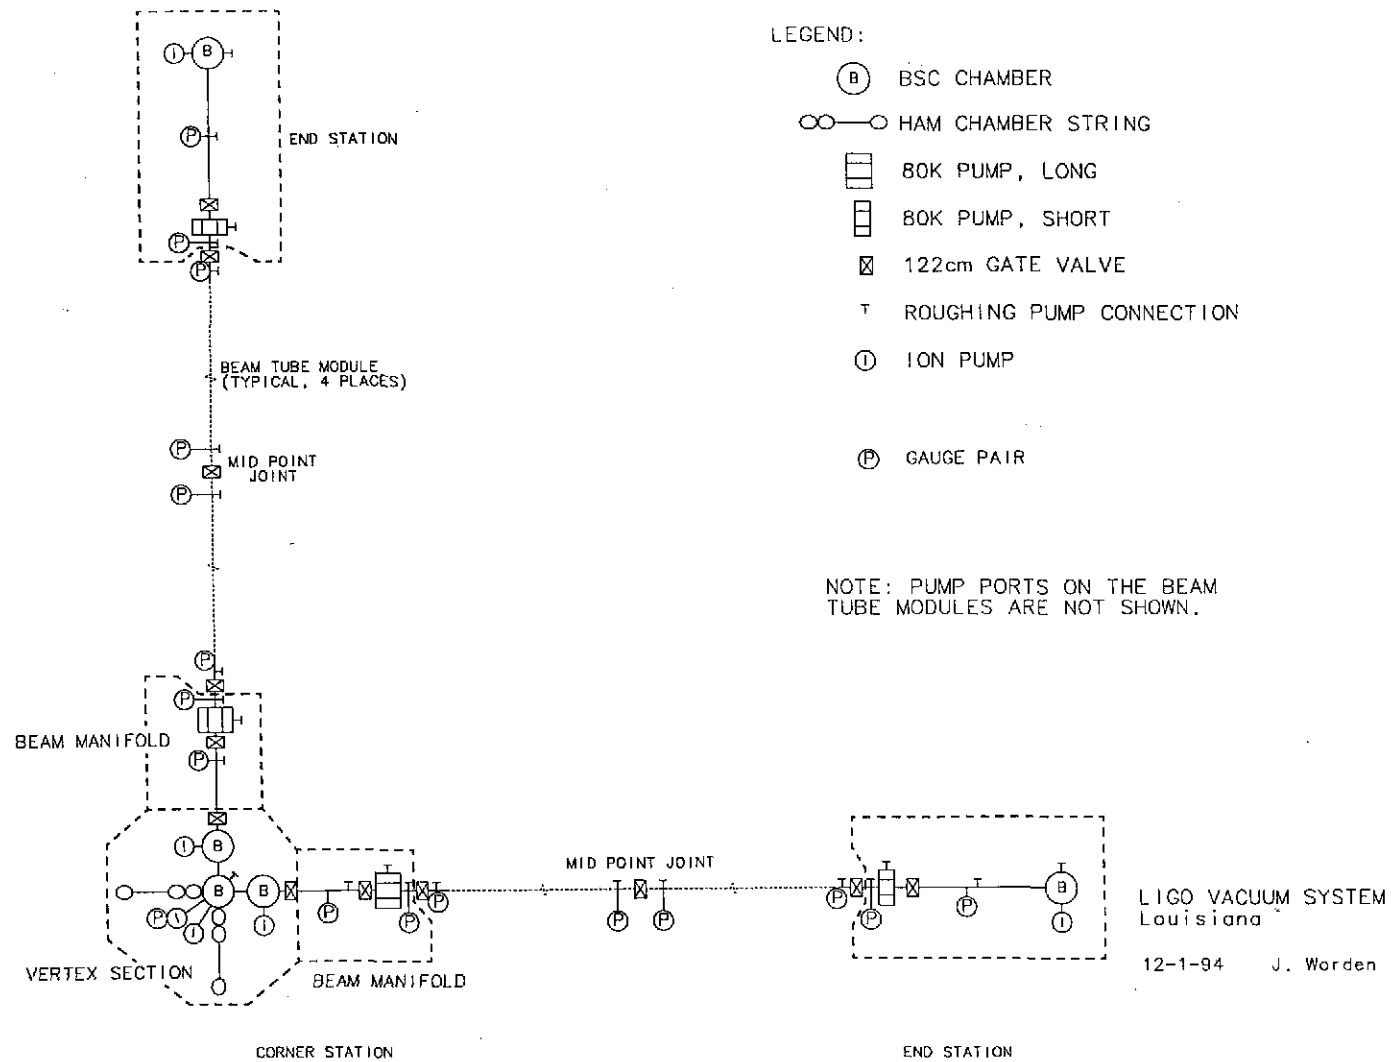 LEGEND:
B BSC CHAMBER
HAM CHAMBER STRING
80K PUMP, LONG
80K PUMP, SHORT
122cm GATE VALVE
ROUGHING PUMP CONNECTION
I ION PUMP
P GAUGE PAIR
NOTE: PUMP PORTS ON THE BEAM
TUBE MODULES ARE NOT SHOWN.
I B
P
END STATION
P
P
BEAM TUBE MODULE
(TYPICAL, 4 PLACES)
P
MID POINT
JOINT
P
P
P
BEAM MANIFOLD
P
I B
MID POINT JOINT
B B
P I
I I
P P P
P P
P P P
B
I
VERTEX SECTION
BEAM MANIFOLD
LIGO VACUUM SYSTEM
Louisiana
12-1-94 J. Worden
CORNER STATION
END STATION